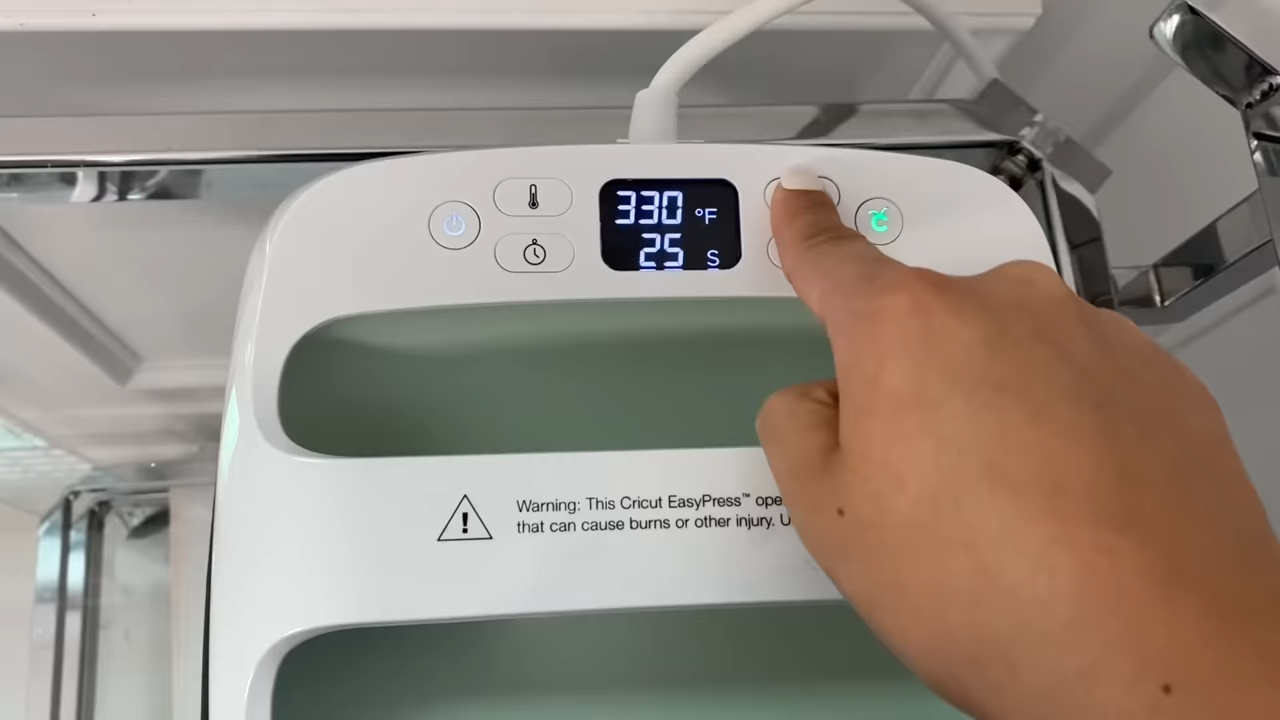 330 °F
25 S
Warning: This Cricut EasyPress™
that can cause burns or other injury.